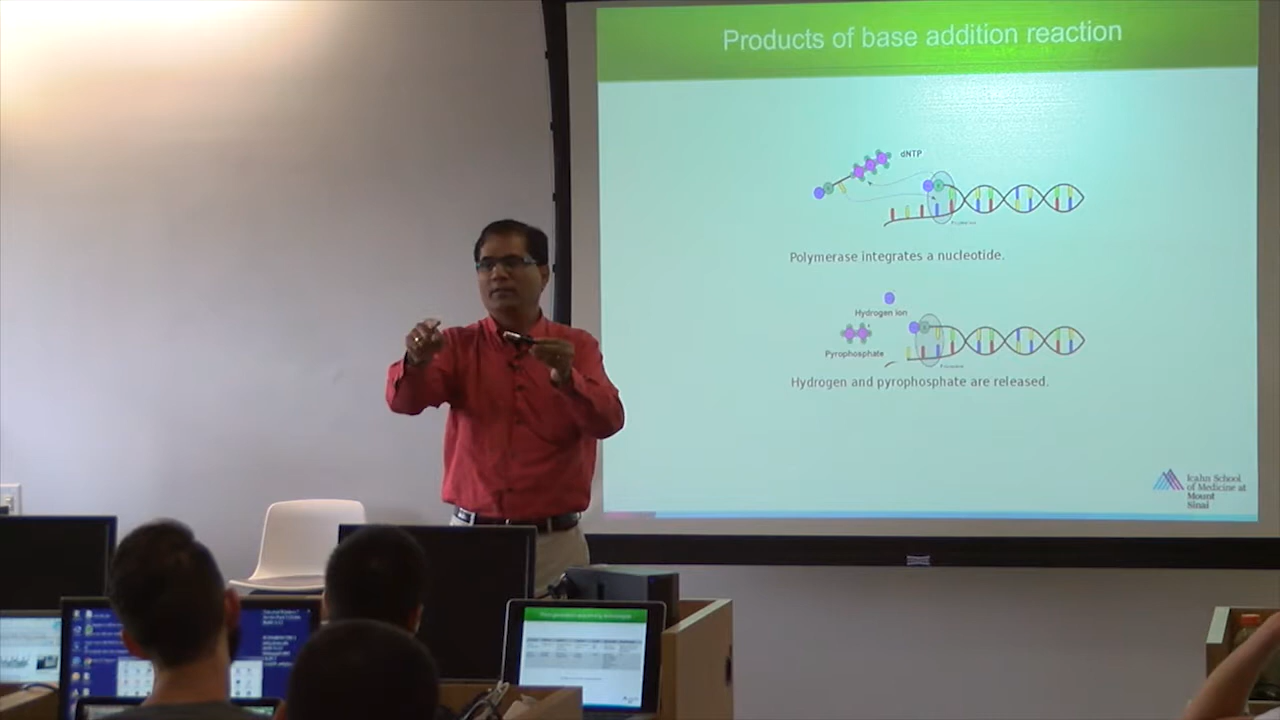 Products of base addition reaction
dNTP
Polymerase integrates a nucleotide.
Hydrogen ion
Pyrophosphate
Hydrogen and pyrophosphate are released.
Icahn School
of Medicine at
Mount
Sinai